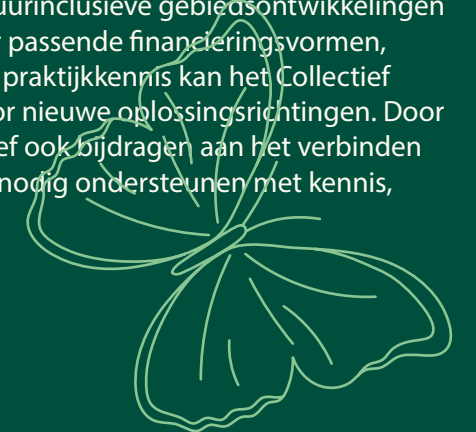 uurinclusieve gebiedsontwikkelingen
passende financieringsvormen,
praktijkkennis kan het Collectief
or nieuwe oplossingsrichtingen. Door
ef ook bijdragen aan het verbinden
nodig ondersteunen met kennis,